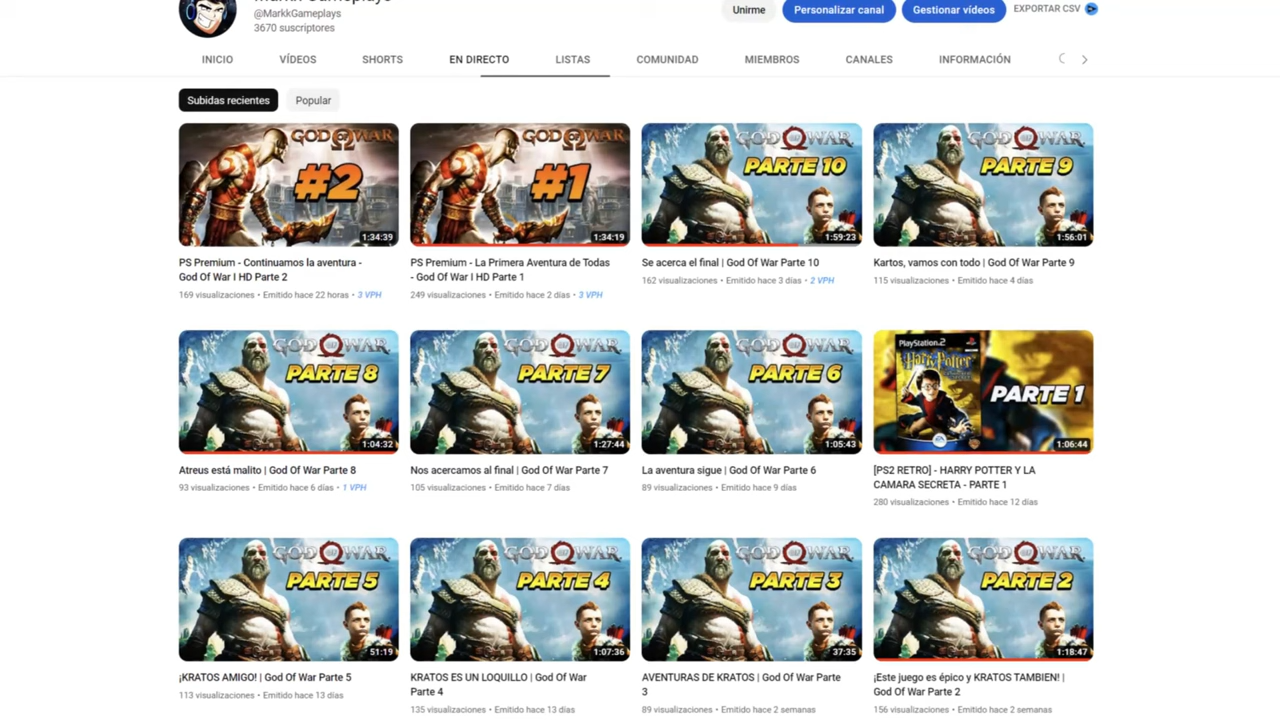 @MarkkGameplays
3670 suscriptores
Unirme
Personalizar canal
Gestionar vídeos
EXPORTAR CSV
INICIO
VÍDEOS
SHORTS
EN DIRECTO
LISTAS
COMUNIDAD
MIEMBROS
CANALES
INFORMACIÓN
Subidas recientes
Popular
GOD OF WAR
#2
1:34:39
PS Premium - Continuamos la aventura -
God Of War I HD Parte 2
169 visualizaciones • Emitido hace 22 horas • 3 VPH
GOD OF WAR
#1
1:34:19
PS Premium - La Primera Aventura de Todas
- God Of War I HD Parte 1
249 visualizaciones • Emitido hace 2 días • 3 VPH
GOD OF WAR
PARTE 10
1:59:23
Se acerca el final | God Of War Parte 10
162 visualizaciones • Emitido hace 3 días • 2 VPH
GOD OF WAR
PARTE 9
1:56:01
Kartos, vamos con todo | God Of War Parte 9
115 visualizaciones • Emitido hace 4 días
GOD OF WAR
PARTE 8
1:04:32
Atreus está malito | God Of War Parte 8
93 visualizaciones • Emitido hace 6 días • 1 VPH
GOD OF WAR
PARTE 7
1:27:44
Nos acercamos al final | God Of War Parte 7
105 visualizaciones • Emitido hace 7 días
GOD OF WAR
PARTE 6
1:05:43
La aventura sigue | God Of War Parte 6
89 visualizaciones • Emitido hace 9 días
PlayStation.2
Harry Potter
PARTE 1
1:06:44
[PS2 RETRO] - HARRY POTTER Y LA
CAMARA SECRETA - PARTE 1
280 visualizaciones • Emitido hace 12 días
GOD OF WAR
PARTE 5
51:19
¡KRATOS AMIGO! | God Of War Parte 5
113 visualizaciones • Emitido hace 13 días
GOD OF WAR
PARTE 4
1:07:36
KRATOS ES UN LOQUILLO | God Of War
Parte 4
135 visualizaciones • Emitido hace 13 días
GOD OF WAR
PARTE 3
37:35
AVENTURAS DE KRATOS | God Of War Parte
3
89 visualizaciones • Emitido hace 2 semanas
GOD OF WAR
PARTE 2
1:18:47
¡Este juego es épico y KRATOS TAMBIEN! |
God Of War Parte 2
156 visualizaciones • Emitido hace 2 semanas